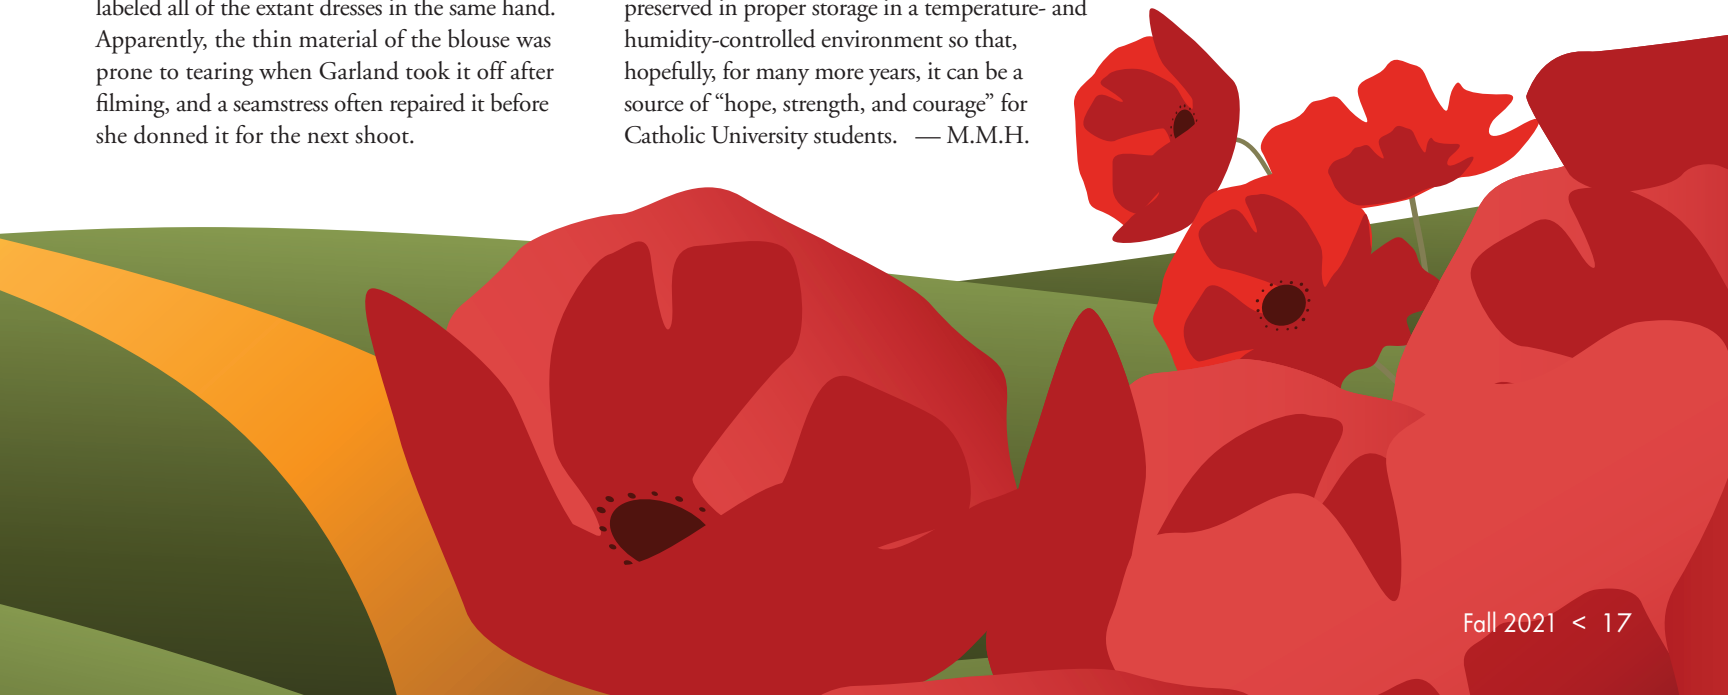 labeled all of the extant dresses in the same hand.
Apparently, the thin material of the blouse was
prone to tearing when Garland took it off after
filming, and a seamstress often repaired it before
she donned it for the next shoot.
preserved in proper storage in a temperature- and
humidity-controlled environment so that,
hopefully, for many more years, it can be a
source of “hope, strength, and courage” for
Catholic University students. — M.M.H.
Fall 2021 < 17